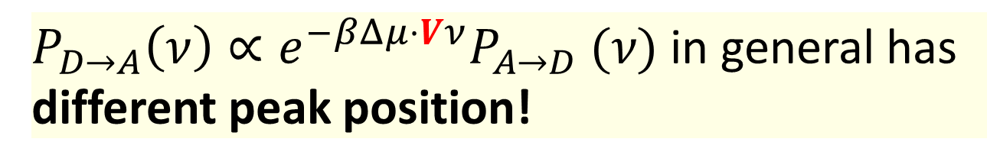 P_{D→A}(ν) ∝ e^{−βΔμ·Vν} P_{A→D} (ν) in general has
different peak position!